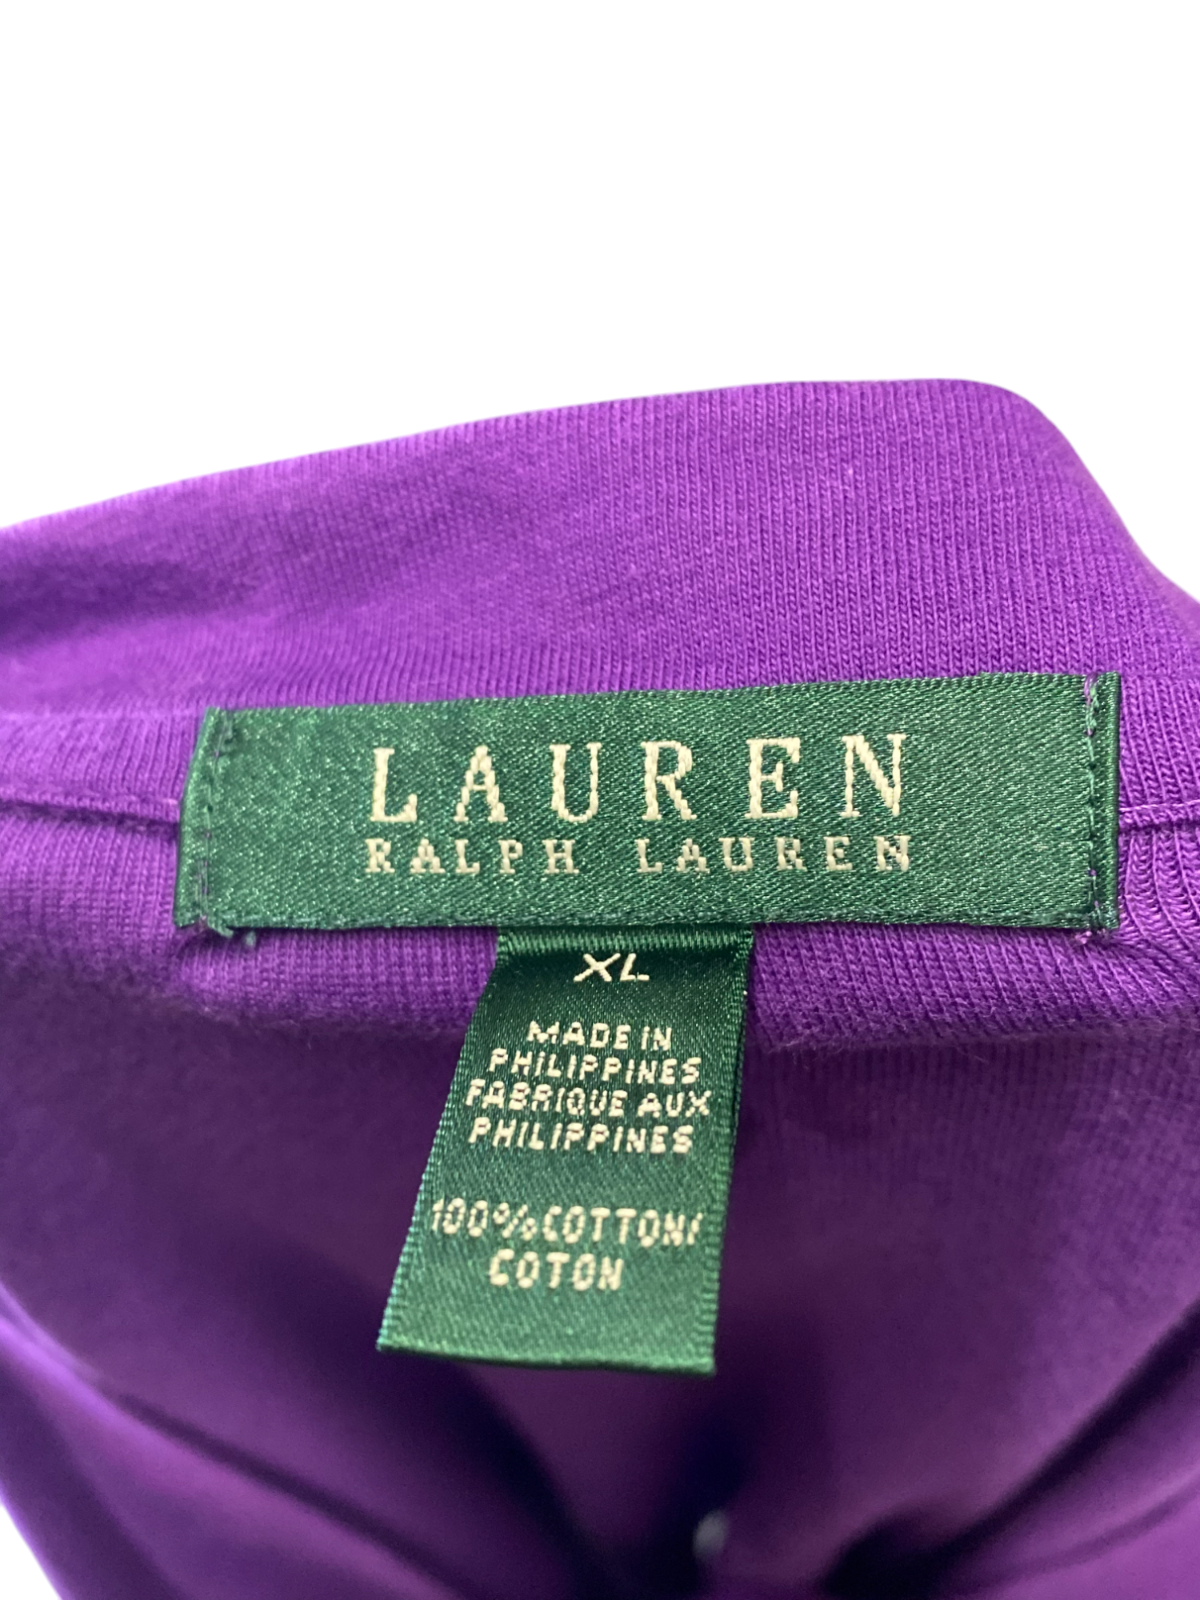 LAUREN
RALPH LAUREN
XL
MADE IN
PHILIPPINES
FABRIQUE AUX
PHILIPPINES
100% COTTON/
COTON